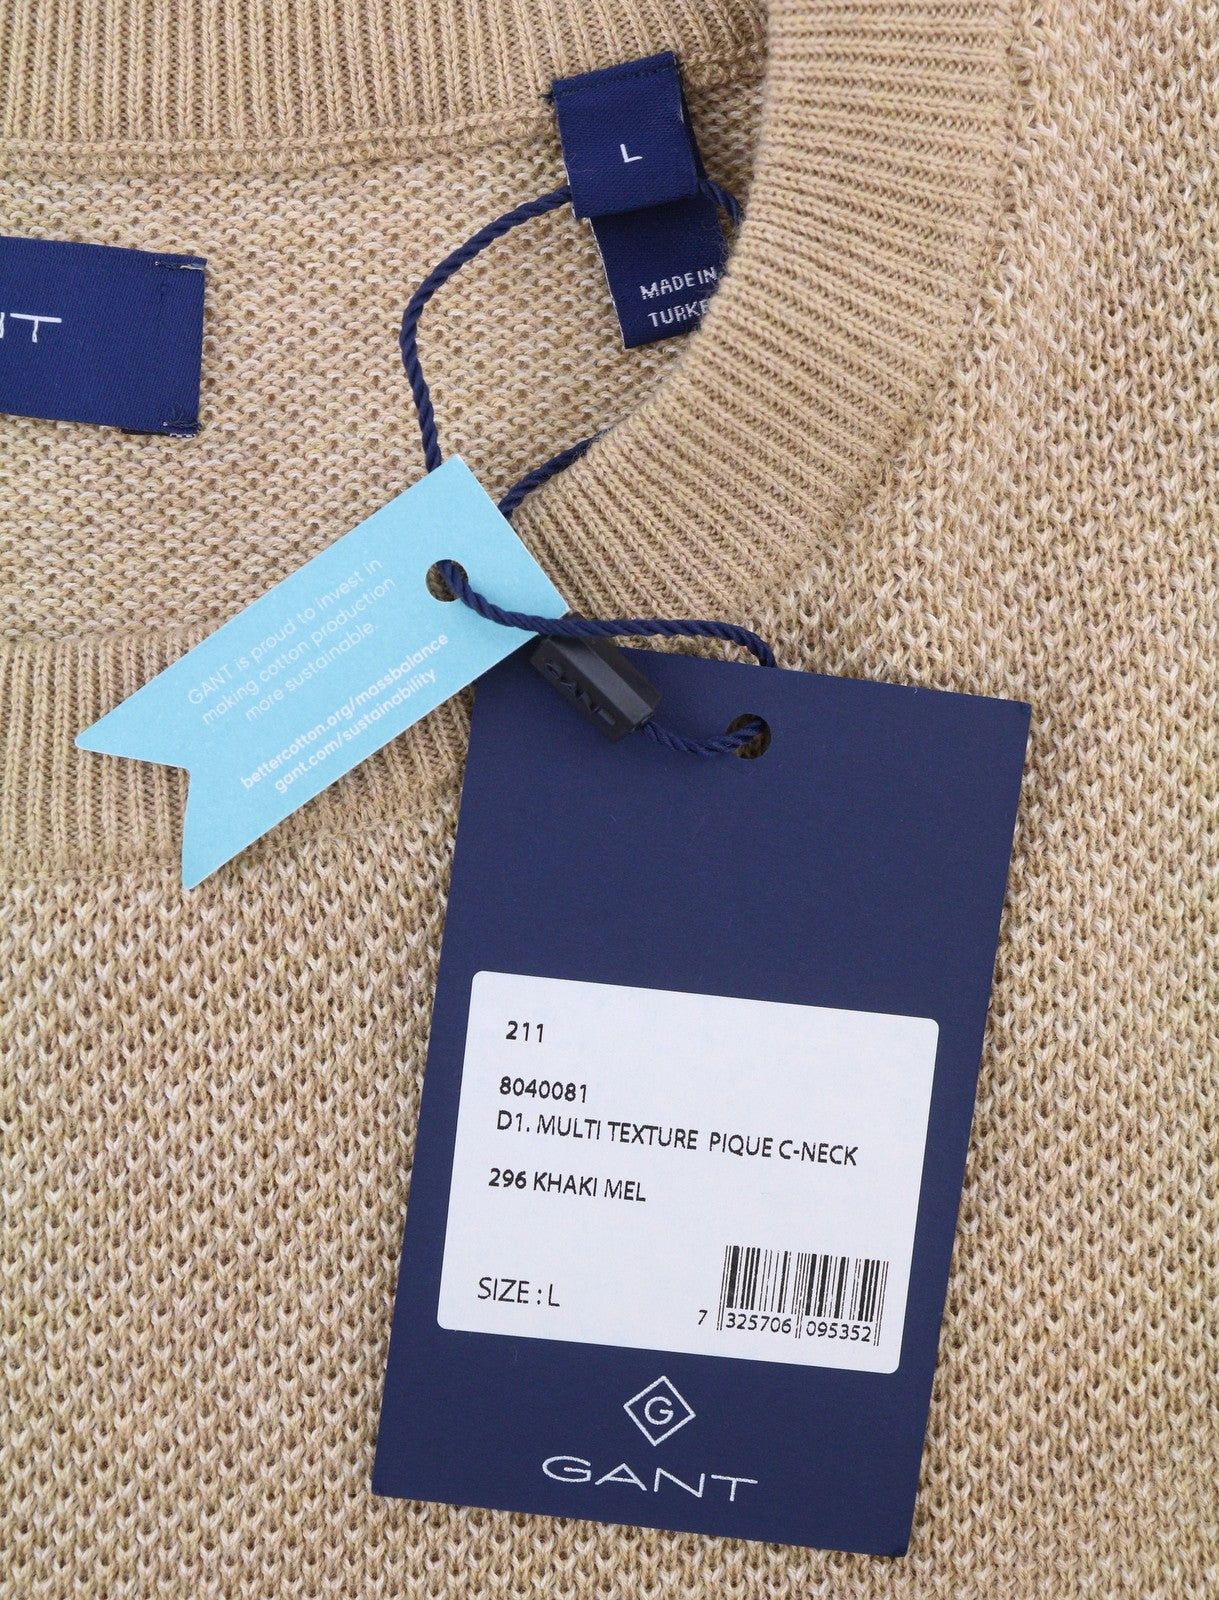 L
MADE IN
GANT is proud to invest in
making cotton production
more sustainable.
bettercotton.org/massbalance
gant.com/sustainability
GANT
211
8040081
D1. MULTI TEXTURE PIQUE C-NECK
296 KHAKI MEL
SIZE : L
7 325706 095352
G
GANT